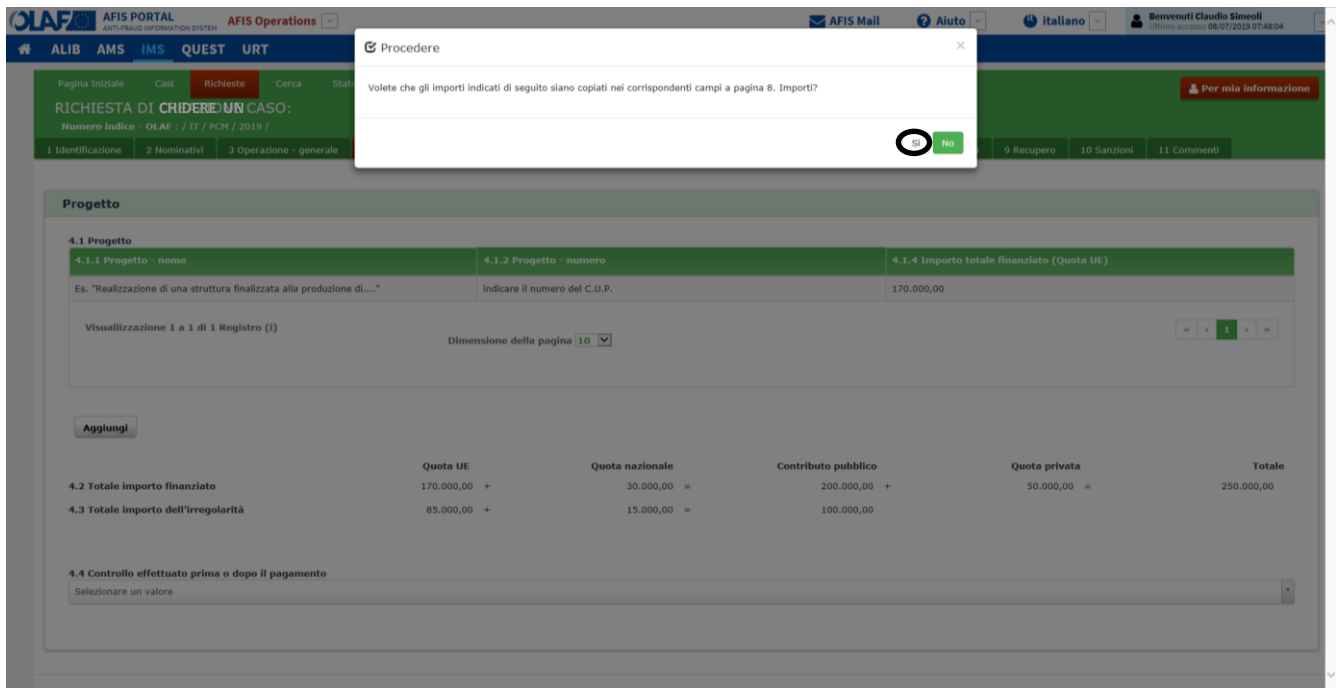 OLAF AFIS PORTAL AFIS Operations AFIS Mail Aiuto italiano Benvenuti Claudio Simeoli
ANTI-FRAUD INFORMATION SYSTEM Ultimo accesso 08/07/2019 07:48:04
ALIB AMS IMS QUEST URT
Procedere ×
Volete che gli importi indicati di seguito siano copiati nei corrispondenti campi a pagina 8. Importi?
Si No
Pagina Iniziale Casi Richieste Cerca Stat
Per mia informazione
RICHIESTA DI CHIDERE UN CASO:
Numero indice - OLAF : / IT / PCM / 2019 /
1 Identificazione 2 Nominativi 3 Operazione - generale 9 Recupero 10 Sanzioni 11 Commenti
Progetto
4.1 Progetto
4.1.1 Progetto - nome 4.1.2 Progetto - numero 4.1.4 Importo totale finanziato (Quota UE)
Es. "Realizzazione di una struttura finalizzata alla produzione di...." indicare il numero del C.U.P. 170.000,00
Visuallizzazione 1 a 1 di 1 Registro (i) « ‹ 1 › »
Dimensione della pagina 10
Aggiungi
Quota UE Quota nazionale Contributo pubblico Quota privata Totale
4.2 Totale importo finanziato 170.000,00 + 30.000,00 = 200.000,00 + 50.000,00 = 250.000,00
4.3 Totale importo dell'irregolarità 85.000,00 + 15.000,00 = 100.000,00
4.4 Controllo effettuato prima o dopo il pagamento
Selezionare un valore